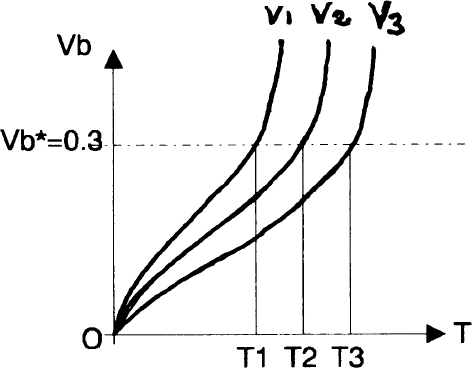 V1 V2 V3
Vb
Vb*=0.3
O T
T1 T2 T3